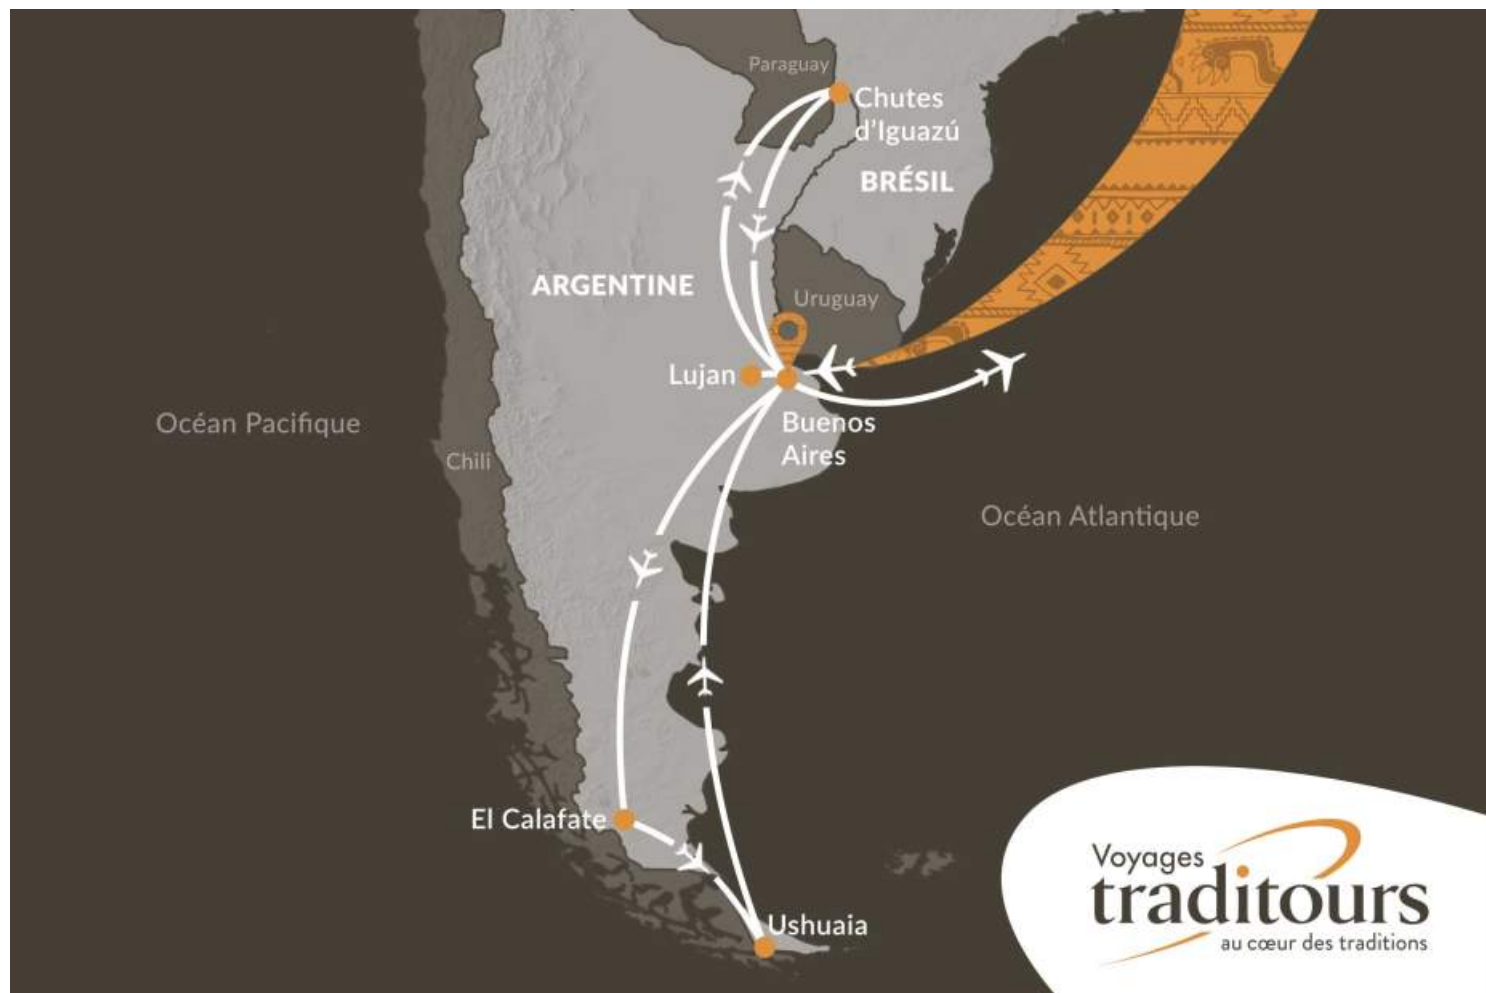 Paraguay
Chutes
d'Iguazú
BRÉSIL
ARGENTINE
Uruguay
Lujan
Buenos
Aires
Océan Pacifique
Chili
Océan Atlantique
El Calafate
Ushuaia
Voyages
traditours
au cœur des traditions